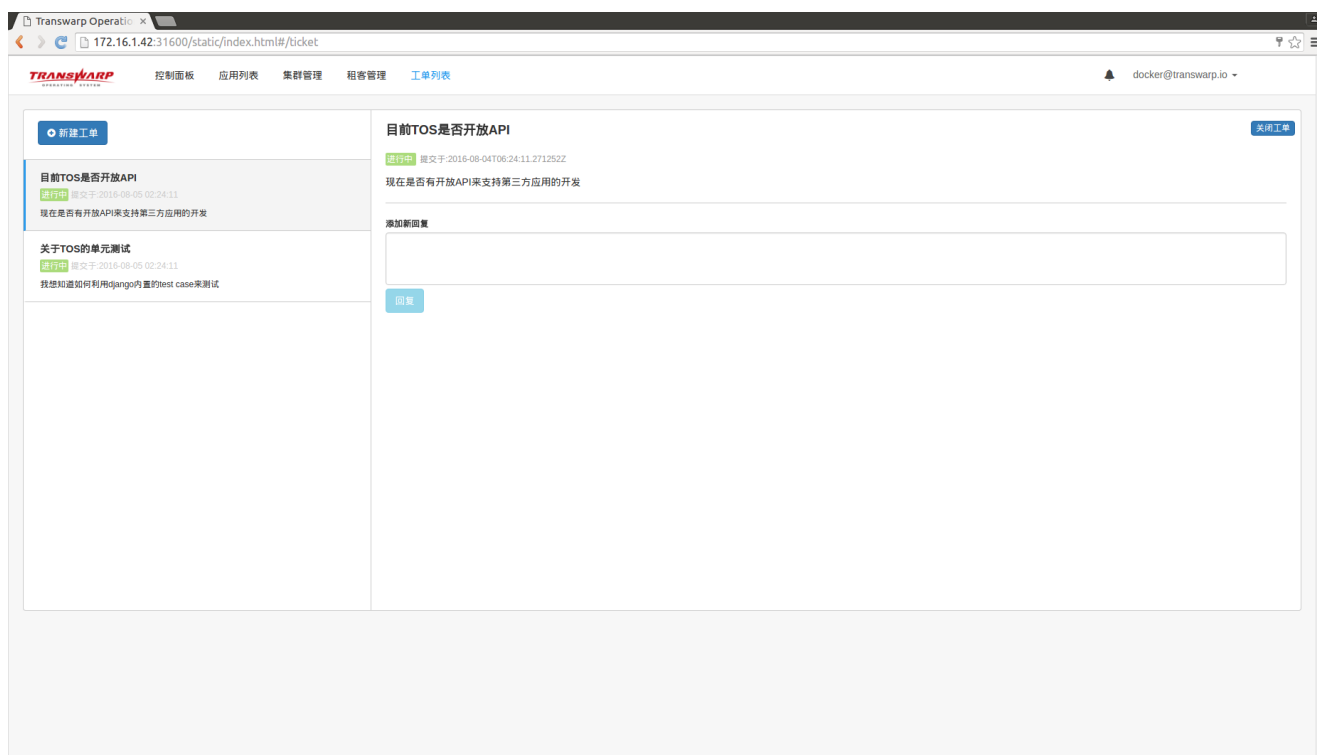 Transwarp Operatio
172.16.1.42:31600/static/index.html#/ticket
TRANSWARP
OPERATING SYSTEM
控制面板 应用列表 集群管理 租客管理 工单列表
docker@transwarp.io
新建工单
目前TOS是否开放API
进行中 提交于:2016-08-05 02:24:11
现在是否有开放API来支持第三方应用的开发
关于TOS的单元测试
进行中 提交于:2016-08-05 02:24:11
我想知道如何利用django内置的test case来测试
目前TOS是否开放API
关闭工单
进行中 提交于:2016-08-04T06:24:11.271252Z
现在是否有开放API来支持第三方应用的开发
添加新回复
回复